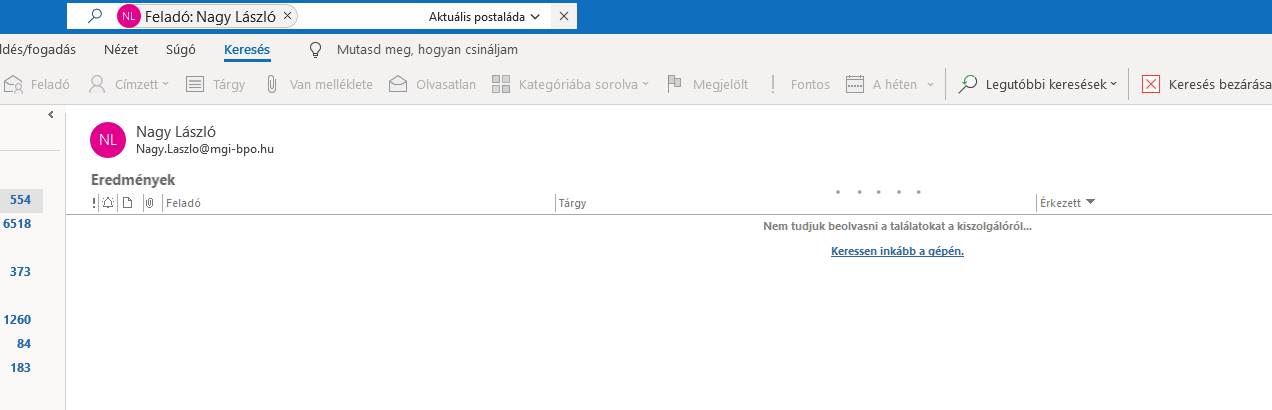 NL Feladó: Nagy László × Aktuális postaláda ×
ldés/fogadás Nézet Súgó Keresés Mutasd meg, hogyan csináljam
Feladó Címzett Tárgy Van melléklete Olvasatlan Kategóriába sorolva Megjelölt Fontos A héten Legutóbbi keresések Keresés bezárása
NL Nagy László
Nagy.Laszlo@mgi-bpo.hu
Eredmények
554
! Feladó Tárgy Érkezett
6518
Nem tudjuk beolvasni a találatokat a kiszolgálóról...
Keressen inkább a gépén.
373
1260
84
183